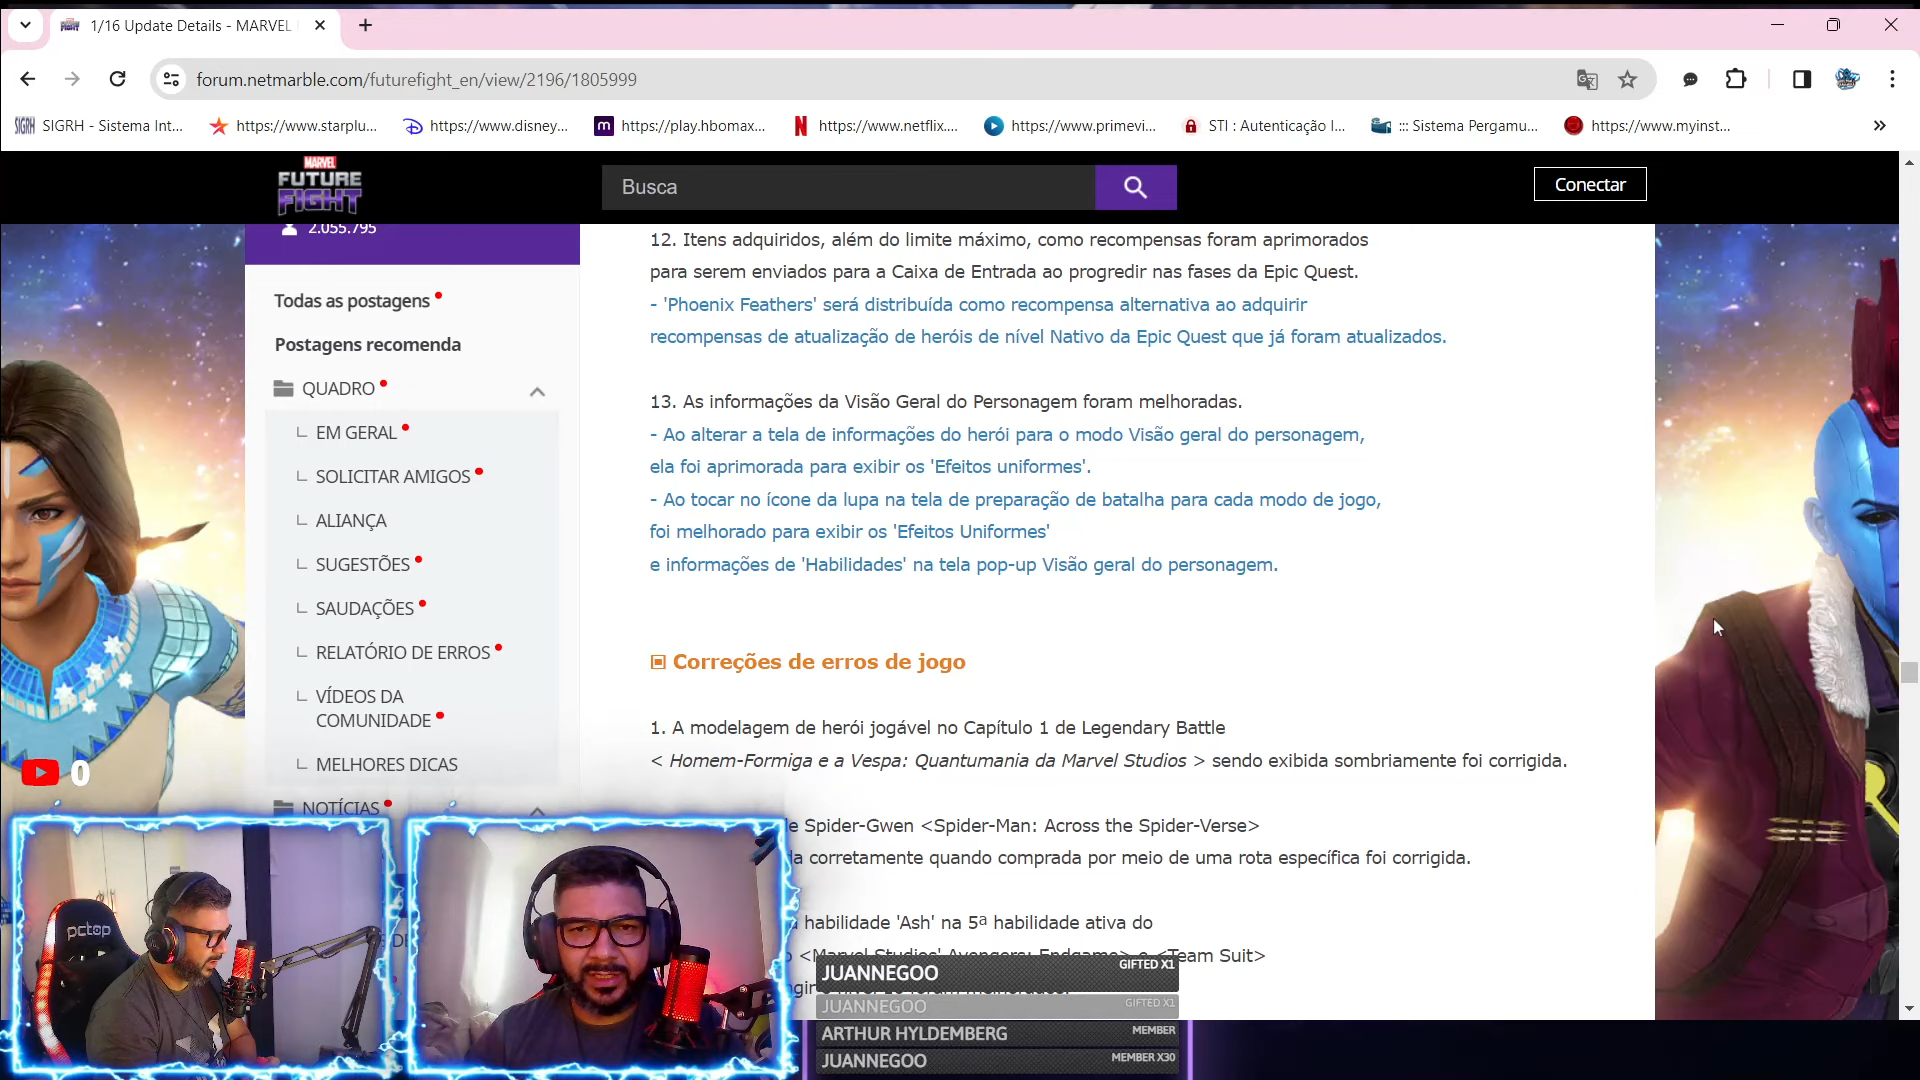 1/16 Update Details - MARVEL
forum.netmarble.com/futurefight_en/view/2196/1805999
SIGRH SIGRH - Sistema Int...
https://www.starplu...
https://www.disney...
m https://play.hbomax...
N https://www.netflix....
https://www.primevi...
STI : Autenticação I...
::: Sistema Pergamu...
https://www.myinst...
MARVEL
FUTURE
FIGHT
Busca
Conectar
2.055.795
Todas as postagens
Postagens recomenda
QUADRO
EM GERAL
SOLICITAR AMIGOS
ALIANÇA
SUGESTÕES
SAUDAÇÕES
RELATÓRIO DE ERROS
VÍDEOS DA
COMUNIDADE
MELHORES DICAS
NOTÍCIAS
12. Itens adquiridos, além do limite máximo, como recompensas foram aprimorados
para serem enviados para a Caixa de Entrada ao progredir nas fases da Epic Quest.
- 'Phoenix Feathers' será distribuída como recompensa alternativa ao adquirir
recompensas de atualização de heróis de nível Nativo da Epic Quest que já foram atualizados.
13. As informações da Visão Geral do Personagem foram melhoradas.
- Ao alterar a tela de informações do herói para o modo Visão geral do personagem,
ela foi aprimorada para exibir os 'Efeitos uniformes'.
- Ao tocar no ícone da lupa na tela de preparação de batalha para cada modo de jogo,
foi melhorado para exibir os 'Efeitos Uniformes'
e informações de 'Habilidades' na tela pop-up Visão geral do personagem.
▣ Correções de erros de jogo
1. A modelagem de herói jogável no Capítulo 1 de Legendary Battle
< Homem-Formiga e a Vespa: Quantumania da Marvel Studios > sendo exibida sombriamente foi corrigida.
e Spider-Gwen <Spider-Man: Across the Spider-Verse>
a corretamente quando comprada por meio de uma rota específica foi corrigida.
habilidade 'Ash' na 5ª habilidade ativa do
<Marvel Studios' Avengers: Endgame> e <Team Suit>
0
pctop
JUANNEGOO GIFTED X1
JUANNEGOO GIFTED X1
ARTHUR HYLDEMBERG MEMBER
JUANNEGOO MEMBER X30